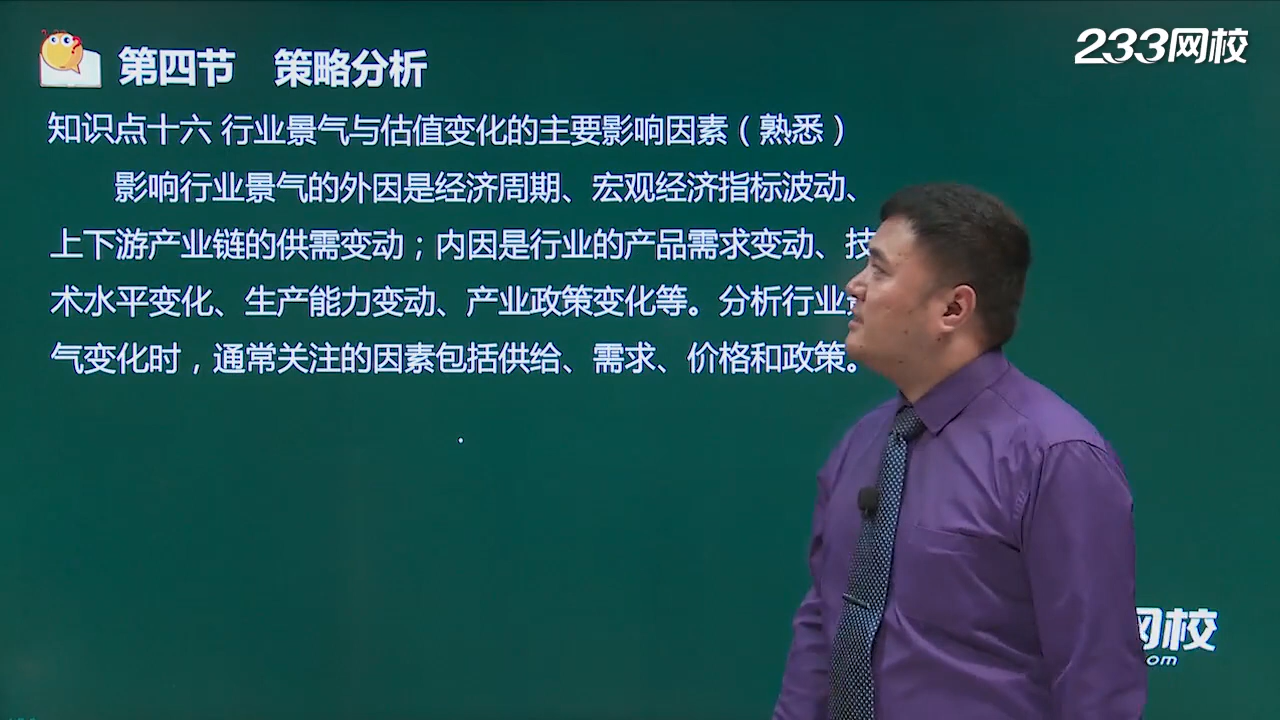 233网校
第四节 策略分析
知识点十六 行业景气与估值变化的主要影响因素（熟悉）
影响行业景气的外因是经济周期、宏观经济指标波动、
上下游产业链的供需变动；内因是行业的产品需求变动、技
术水平变化、生产能力变动、产业政策变化等。分析行业
气变化时，通常关注的因素包括供给、需求、价格和政策。
网校
om